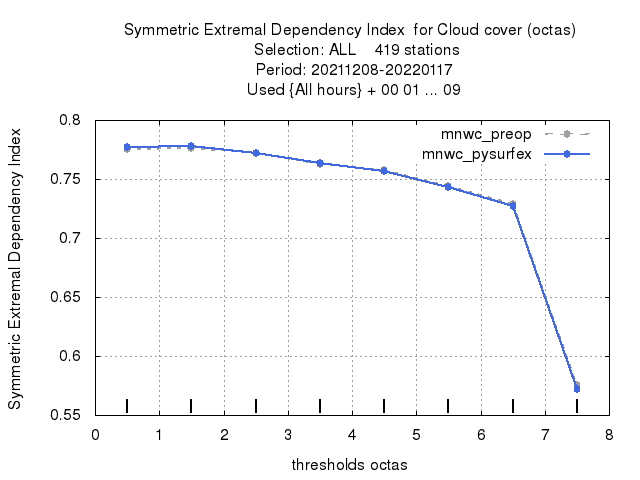 Symmetric Extremal Dependency Index  for Cloud cover (octas)
Selection: ALL    419 stations
Period: 20211208-20220117
Used {All hours} + 00 01 ... 09
Symmetric Extremal Dependency Index
mnwc_preop
mnwc_pysurfex
0.8
0.75
0.7
0.65
0.6
0.55
0 1 2 3 4 5 6 7 8
thresholds octas